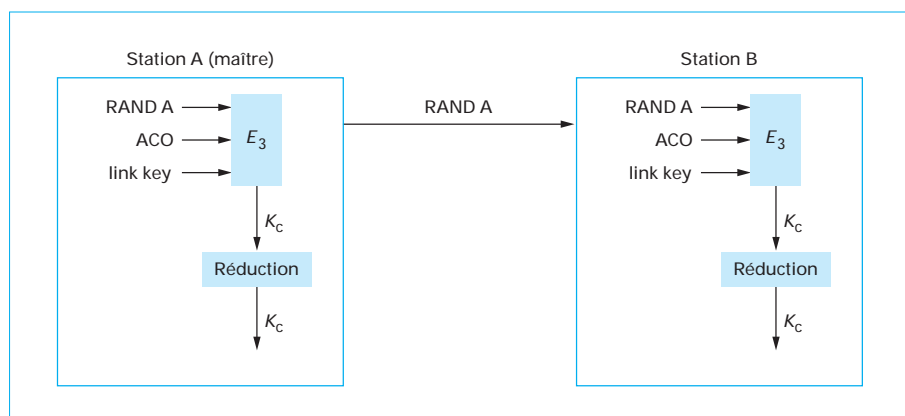 Station A (maître)
RAND A
ACO
link key
E3
Kc
Réduction
Kc
RAND A
Station B
RAND A
ACO
link key
E3
Kc
Réduction
Kc